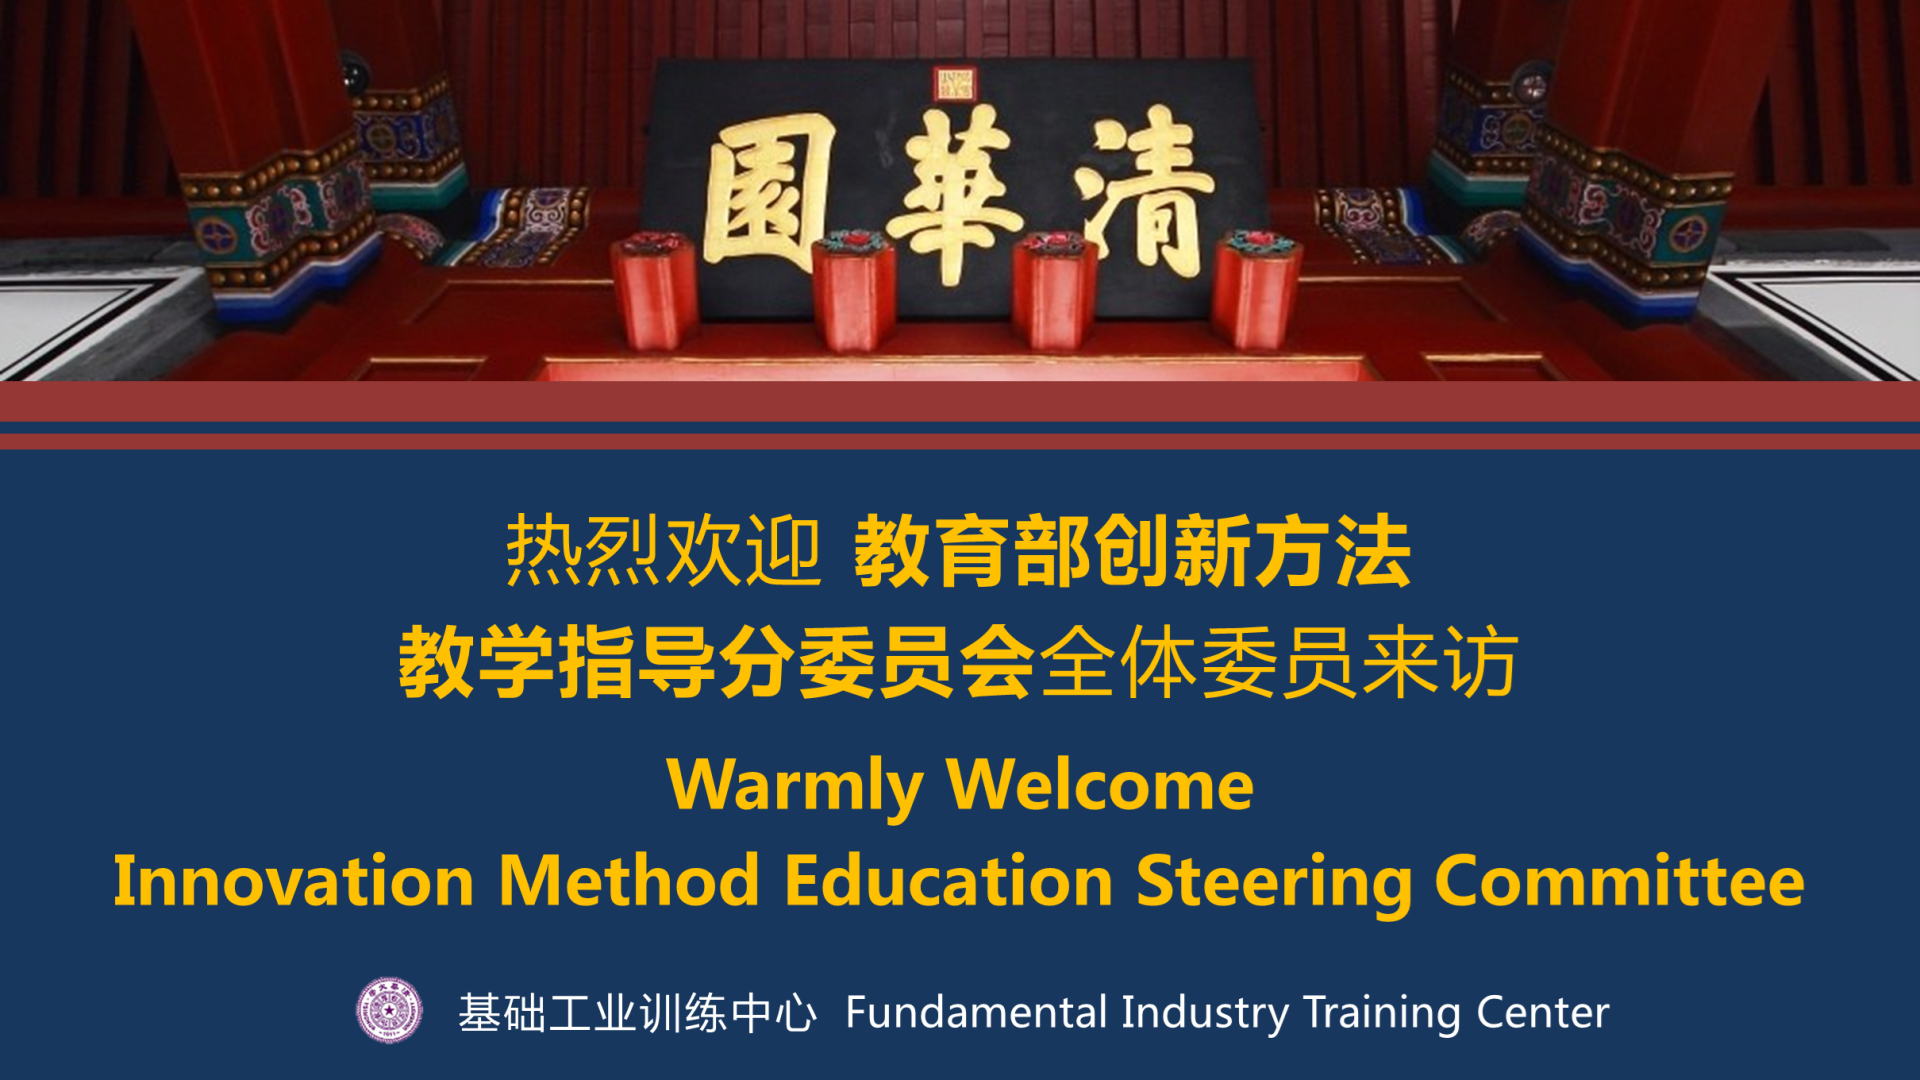 清華園
热烈欢迎 教育部创新方法
教学指导分委员会全体委员来访
Warmly Welcome
Innovation Method Education Steering Committee
基础工业训练中心 Fundamental Industry Training Center